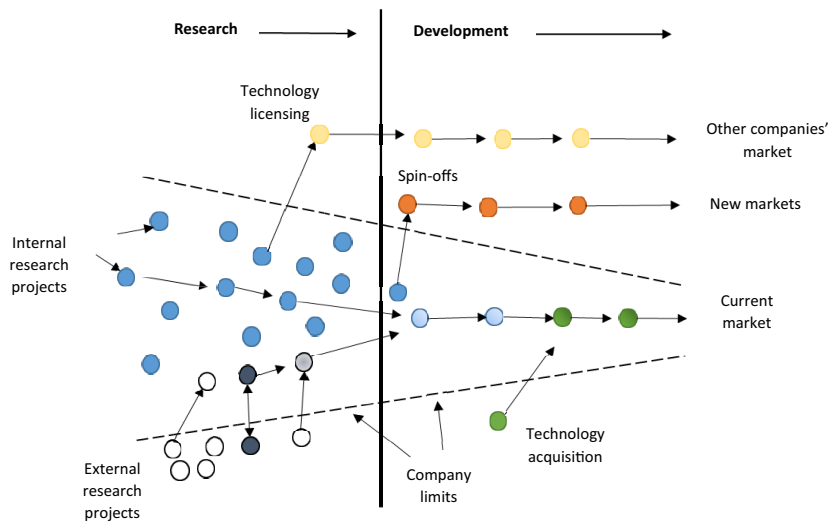 Research
Development
Technology
licensing
Other companies’
market
Spin-offs
New markets
Internal
research
projects
Current
market
Technology
acquisition
Company
limits
External
research
projects